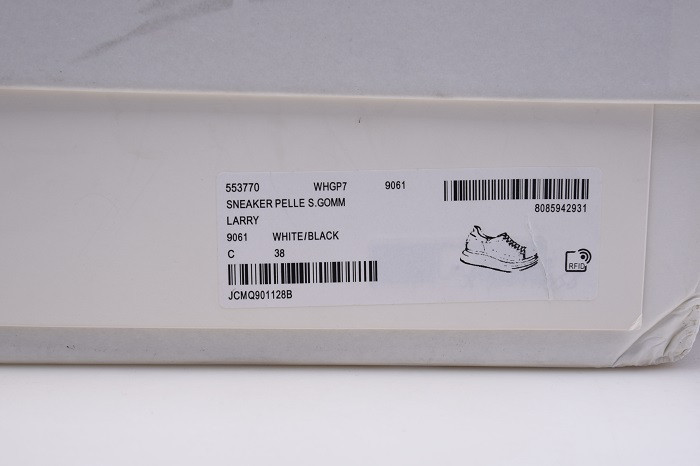 553770 WHGP7 9061
8085942931
SNEAKER PELLE S.GOMM
LARRY
9061 WHITE/BLACK
C 38
JCMQ901128B
RFID